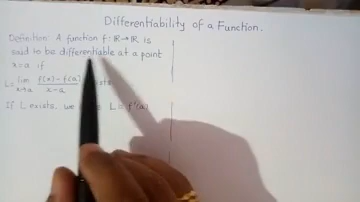 Differentiability of a Function.
Definition: A function f: ℝ→ℝ is
said to be differentiable at a point
x=a if
L= lim x→a f(x)-f(a) / x-a
If L exists, we L = f'(a)